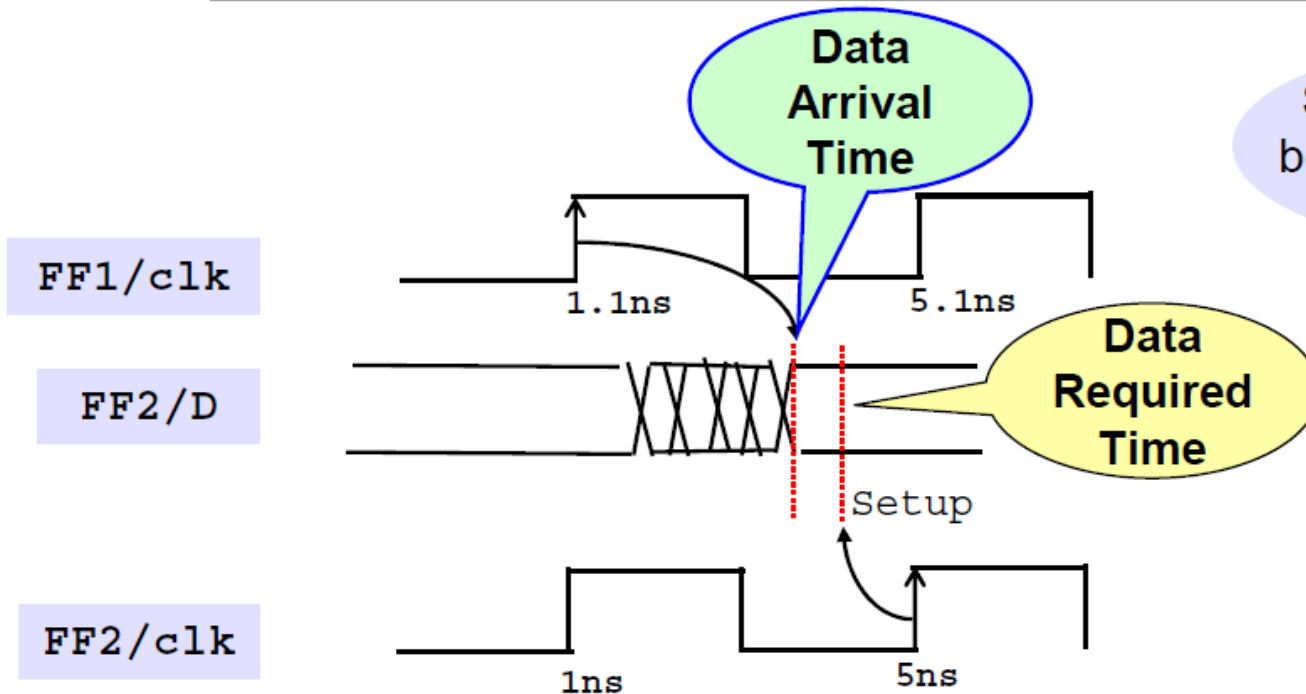 Data
Arrival
Time
FF1/clk
1.1ns
5.1ns
Data
Required
Time
FF2/D
Setup
FF2/clk
1ns
5ns